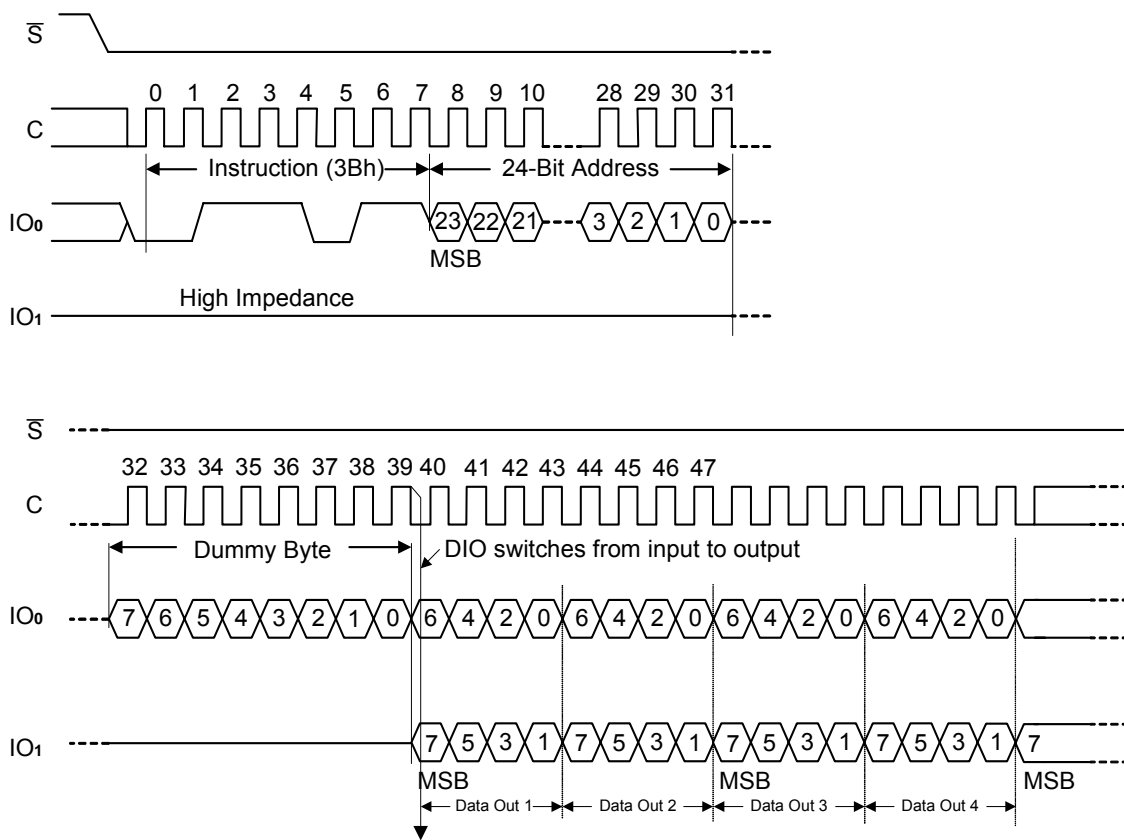 S
0 1 2 3 4 5 6 7 8 9 10 28 29 30 31
C
Instruction (3Bh) 24-Bit Address
IO0 23 22 21 3 2 1 0
MSB
High Impedance
IO1
S
32 33 34 35 36 37 38 39 40 41 42 43 44 45 46 47
C
Dummy Byte DIO switches from input to output
IO0 7 6 5 4 3 2 1 0 6 4 2 0 6 4 2 0 6 4 2 0 6 4 2 0
IO1 7 5 3 1 7 5 3 1 7 5 3 1 7 5 3 1 7
MSB MSB MSB
Data Out 1 Data Out 2 Data Out 3 Data Out 4